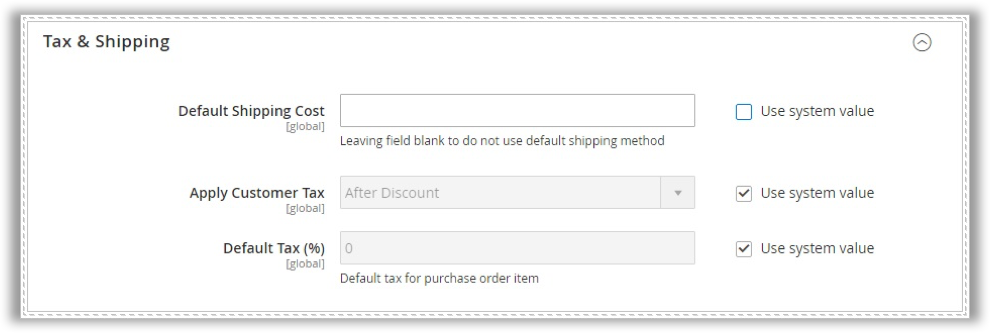 Tax & Shipping
Default Shipping Cost Use system value
[global]
Leaving field blank to do not use default shipping method
Apply Customer Tax After Discount Use system value
[global]
Default Tax (%) 0 Use system value
[global]
Default tax for purchase order item